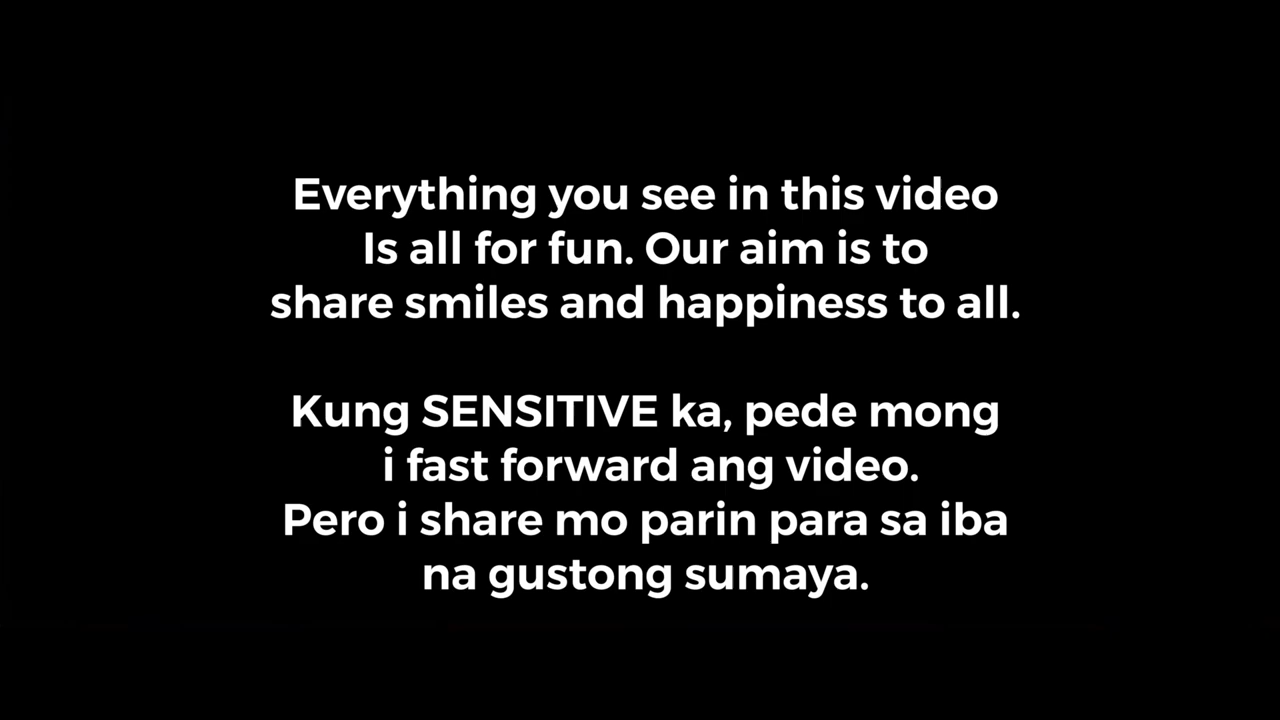 Everything you see in this video
Is all for fun. Our aim is to
share smiles and happiness to all.
Kung SENSITIVE ka, pede mong
i fast forward ang video.
Pero i share mo parin para sa iba
na gustong sumaya.